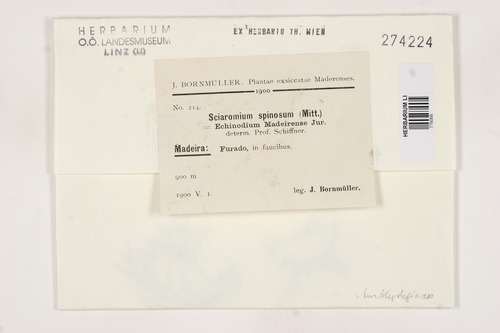 HERBARIUM
O.Ö. LANDESMUSEUM
LINZ (LI)
EX HERBARIO TH. WIEN
274224
J. BORNMÜLLER. Plantae exsiccatae Maderenses.
1900
No. 214.
Sciaromium spinosum (Mitt.)
= Echinodium Madeirense Jur.
determ. Prof. Schiffner.
Madeira: Furado, in faucibus.
900 m
1900 V. 1.
leg. J. Bornmüller.
HERBARIUM LI